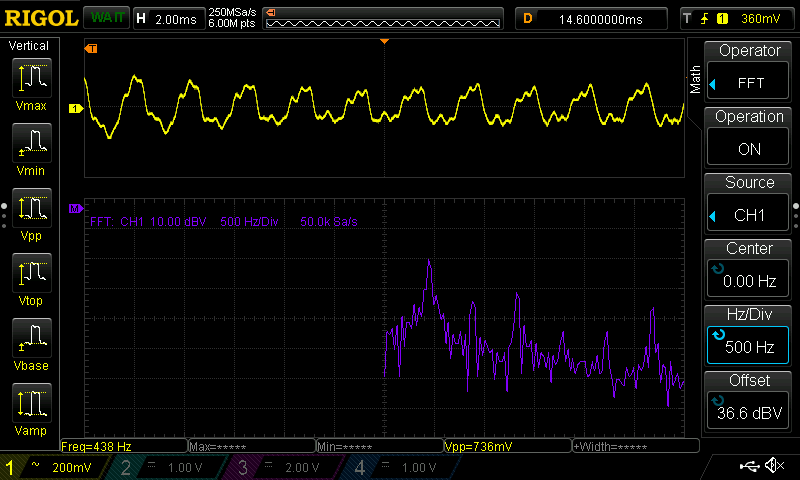 RIGOL WAIT H 2.00ms 250MSa/s 6.00M pts D 14.6000000ms T 1 360mV
Vertical
Vmax
Vmin
Vpp
Vtop
Vbase
Vamp
T
1
M
FFT: CH1 10.00 dBV 500 Hz/Div 50.0k Sa/s
Math
Operator
FFT
Operation
ON
Source
CH1
Center
0.00 Hz
Hz/Div
500 Hz
Offset
36.6 dBV
Freq=438 Hz Max=***** Min=***** Vpp=736mV +Width=*****
1 ~ 200mV 2 = 1.00 V 3 = 2.00 V 4 = 1.00 V